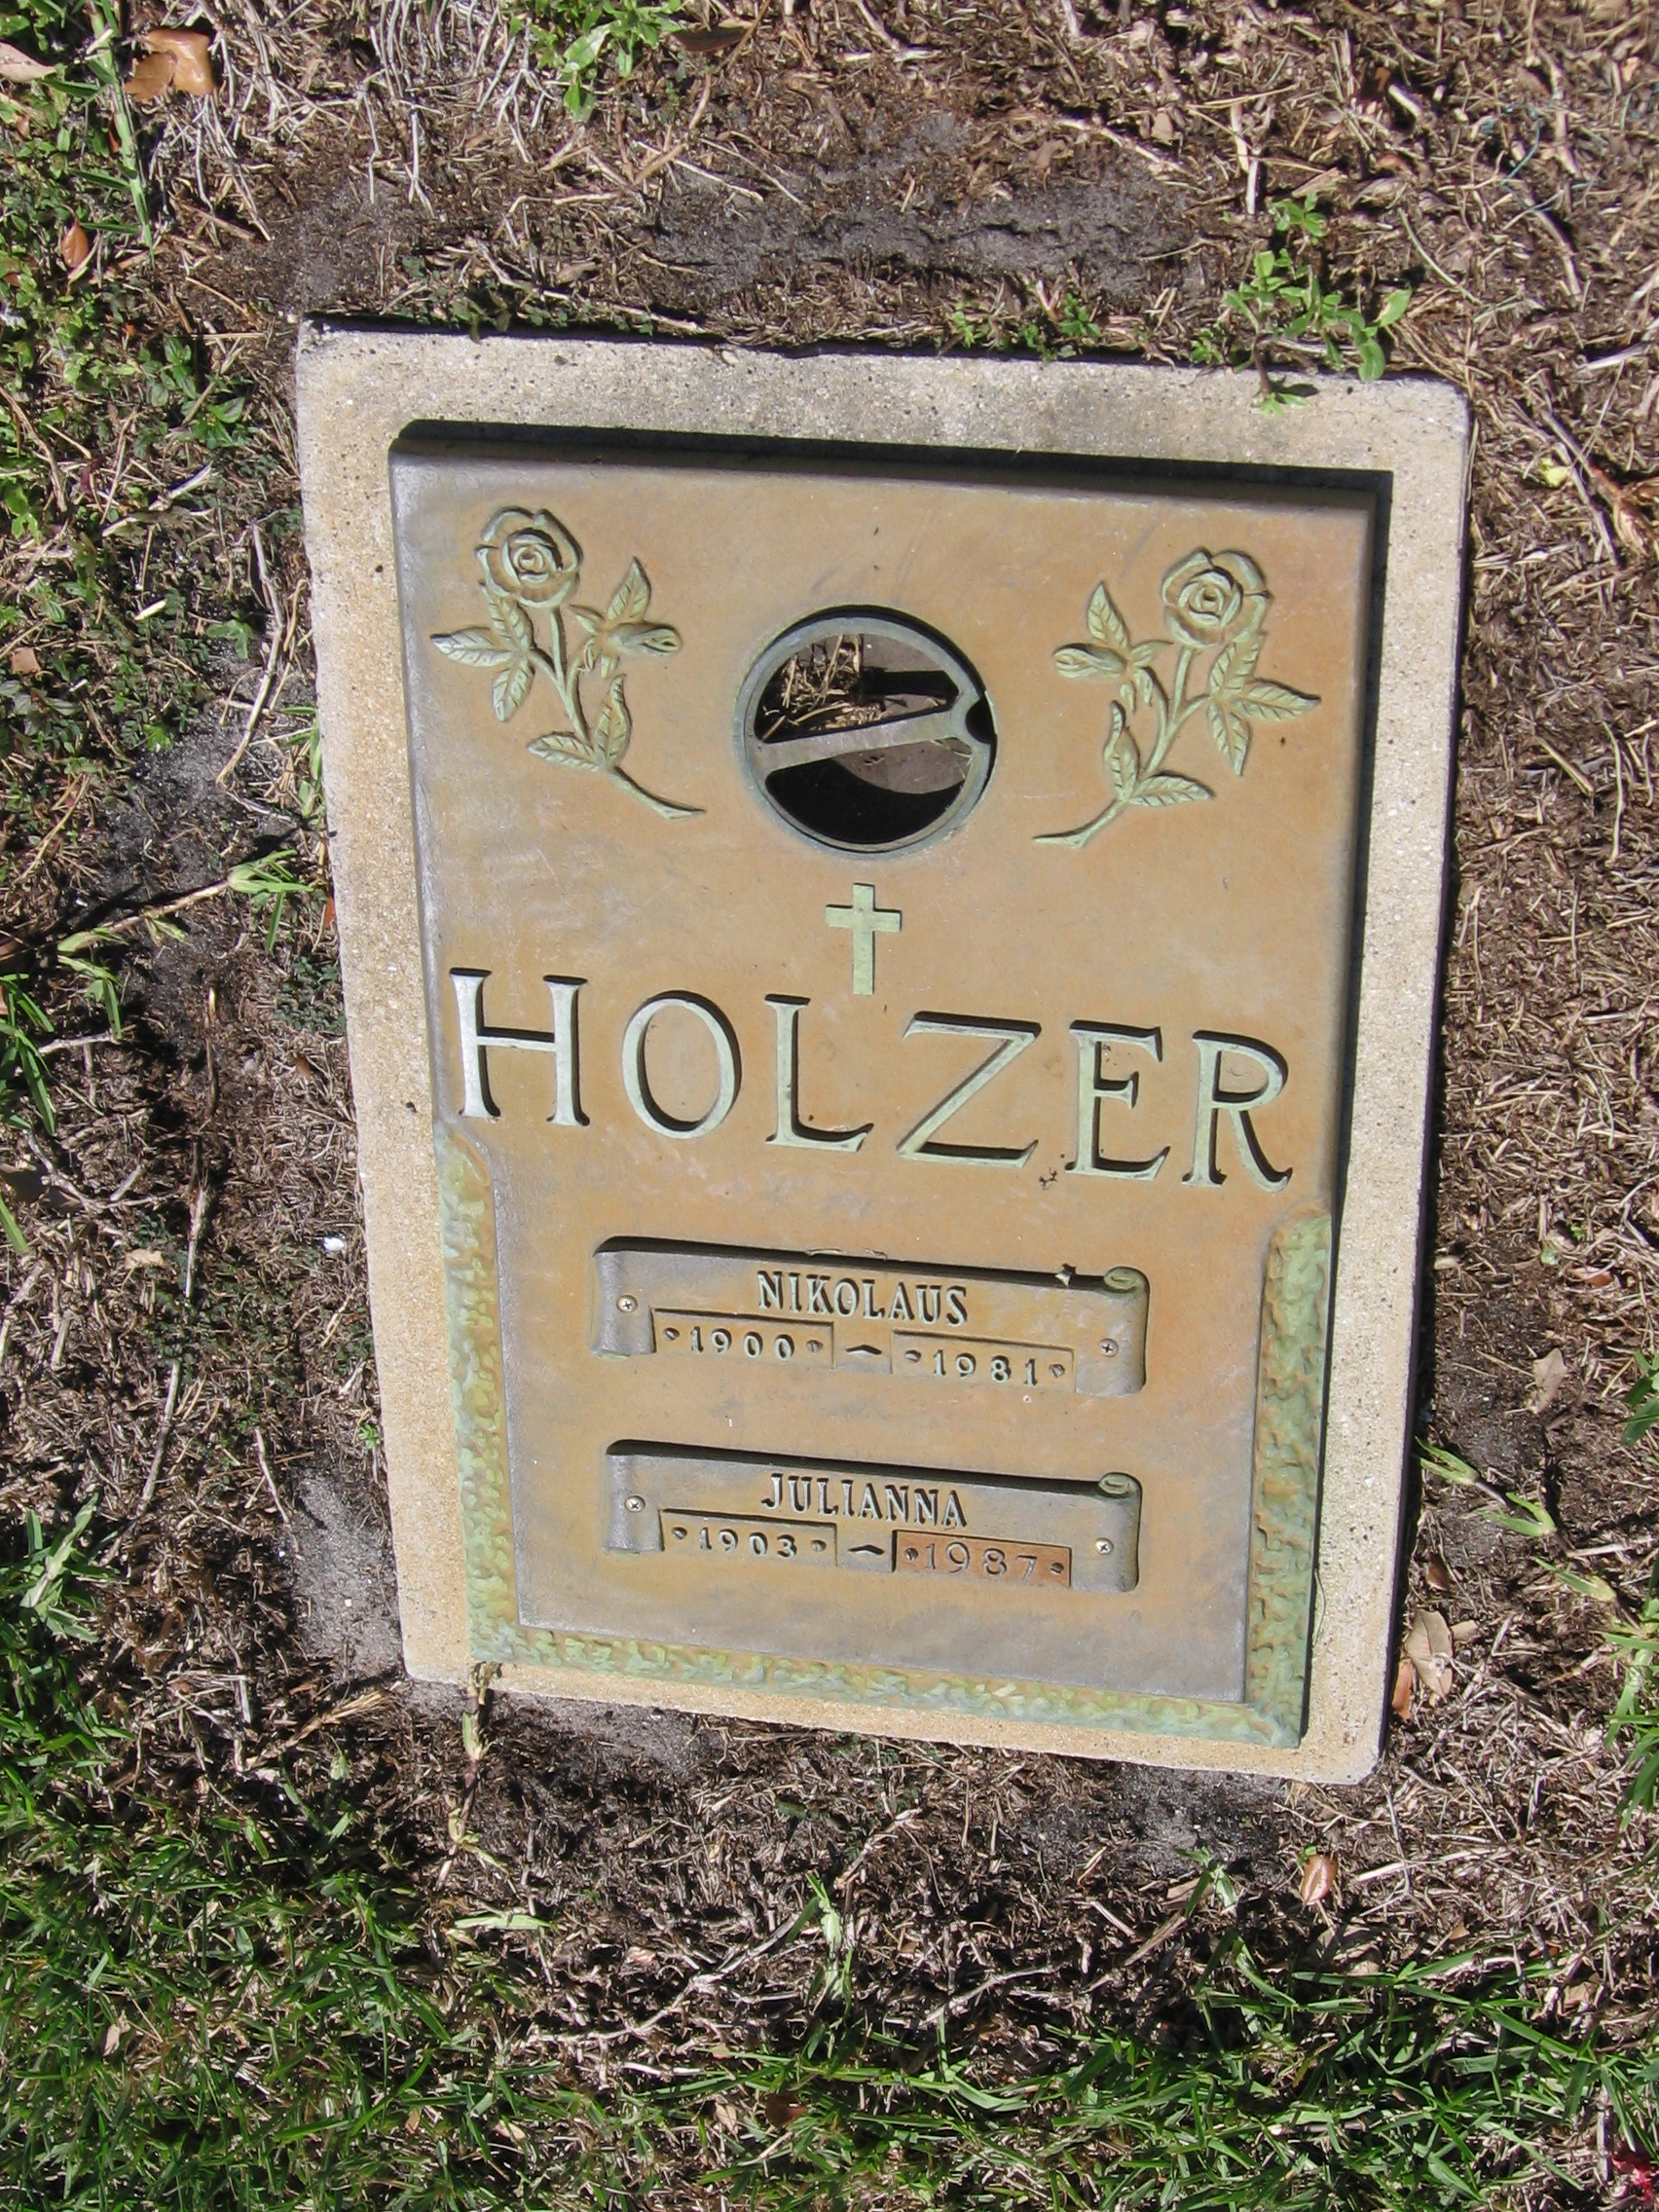 HOLZER
NIKOLAUS
• 1900 • – • 1981 •
JULIANNA
• 1903 • – • 1987 •